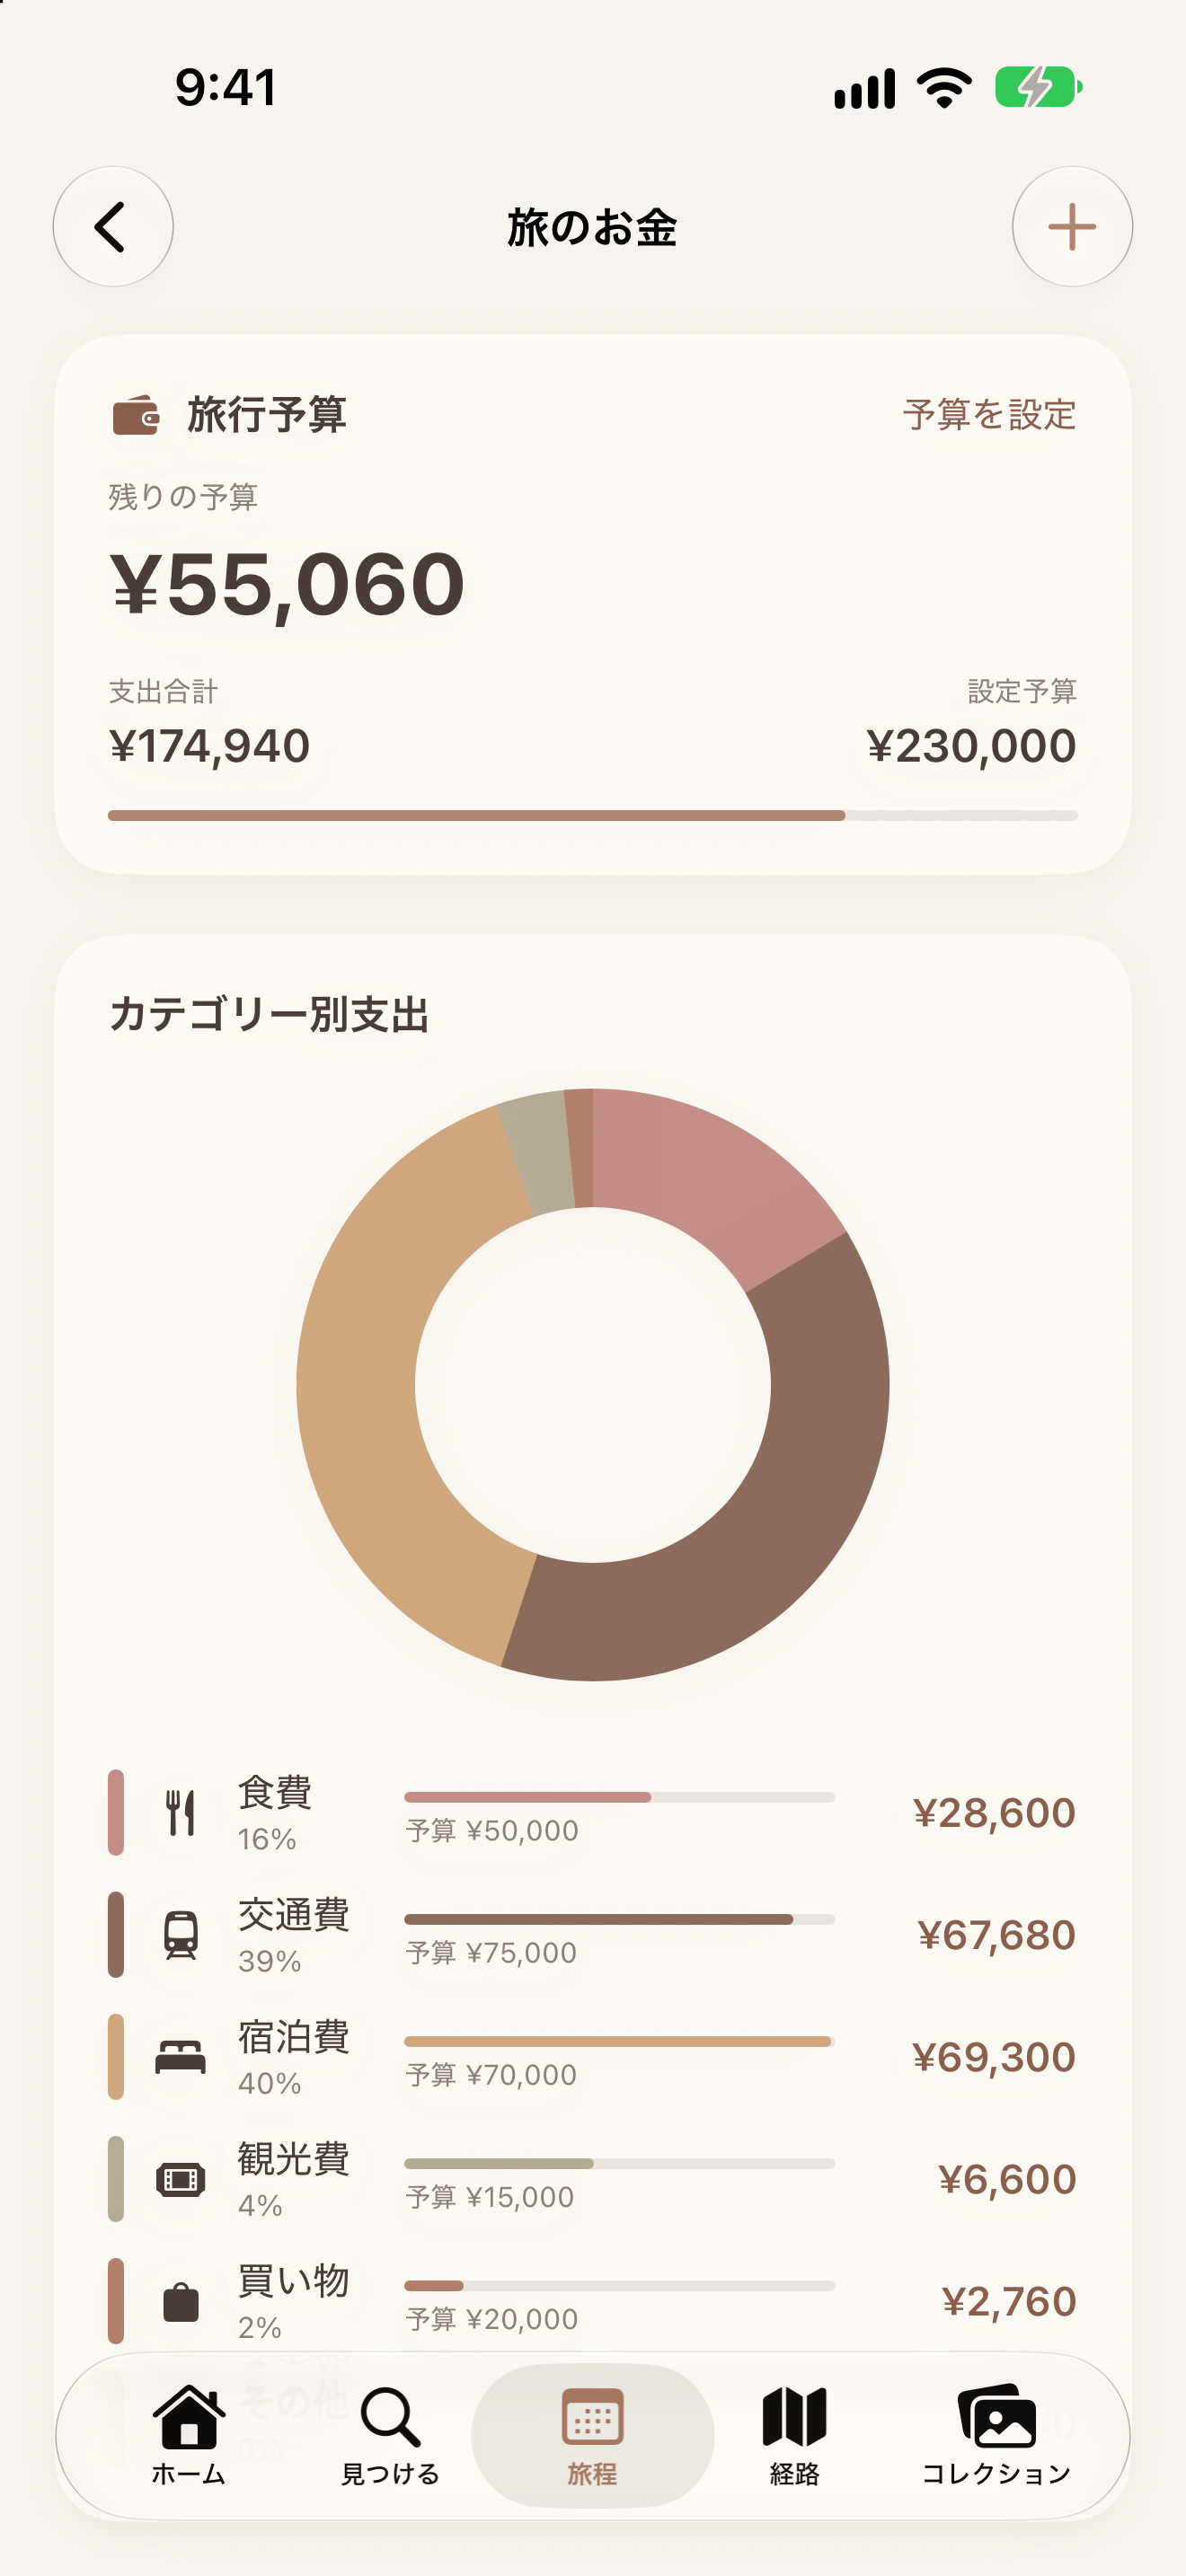 9:41
旅のお金
旅行予算
予算を設定
残りの予算
¥55,060
支出合計
設定予算
¥174,940
¥230,000
カテゴリー別支出
食費
16%
予算 ¥50,000
¥28,600
交通費
39%
予算 ¥75,000
¥67,680
宿泊費
40%
予算 ¥70,000
¥69,300
観光費
4%
予算 ¥15,000
¥6,600
買い物
2%
予算 ¥20,000
¥2,760
その他
0%
ホーム
見つける
旅程
経路
コレクション